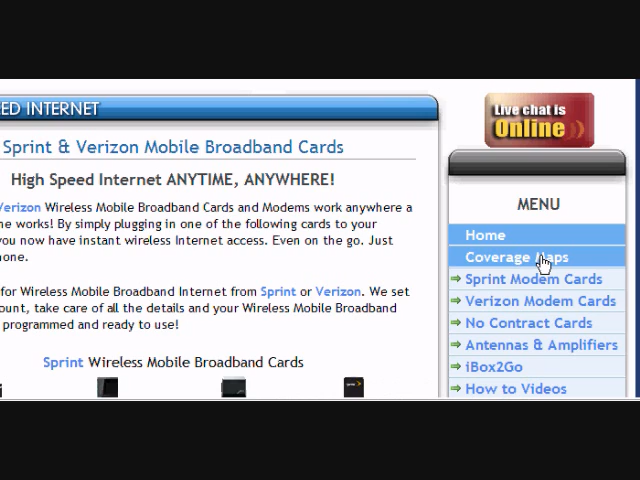 EED INTERNET
Live chat is
Online
Sprint & Verizon Mobile Broadband Cards
High Speed Internet ANYTIME, ANYWHERE!
Verizon Wireless Mobile Broadband Cards and Modems work anywhere a
ne works! By simply plugging in one of the following cards to your
you now have instant wireless Internet access. Even on the go. Just
hone.
for Wireless Mobile Broadband Internet from Sprint or Verizon. We set
ount, take care of all the details and your Wireless Mobile Broadband
programmed and ready to use!
Sprint Wireless Mobile Broadband Cards
MENU
Home
Coverage Maps
Sprint Modem Cards
Verizon Modem Cards
No Contract Cards
Antennas & Amplifiers
iBox2Go
How to Videos